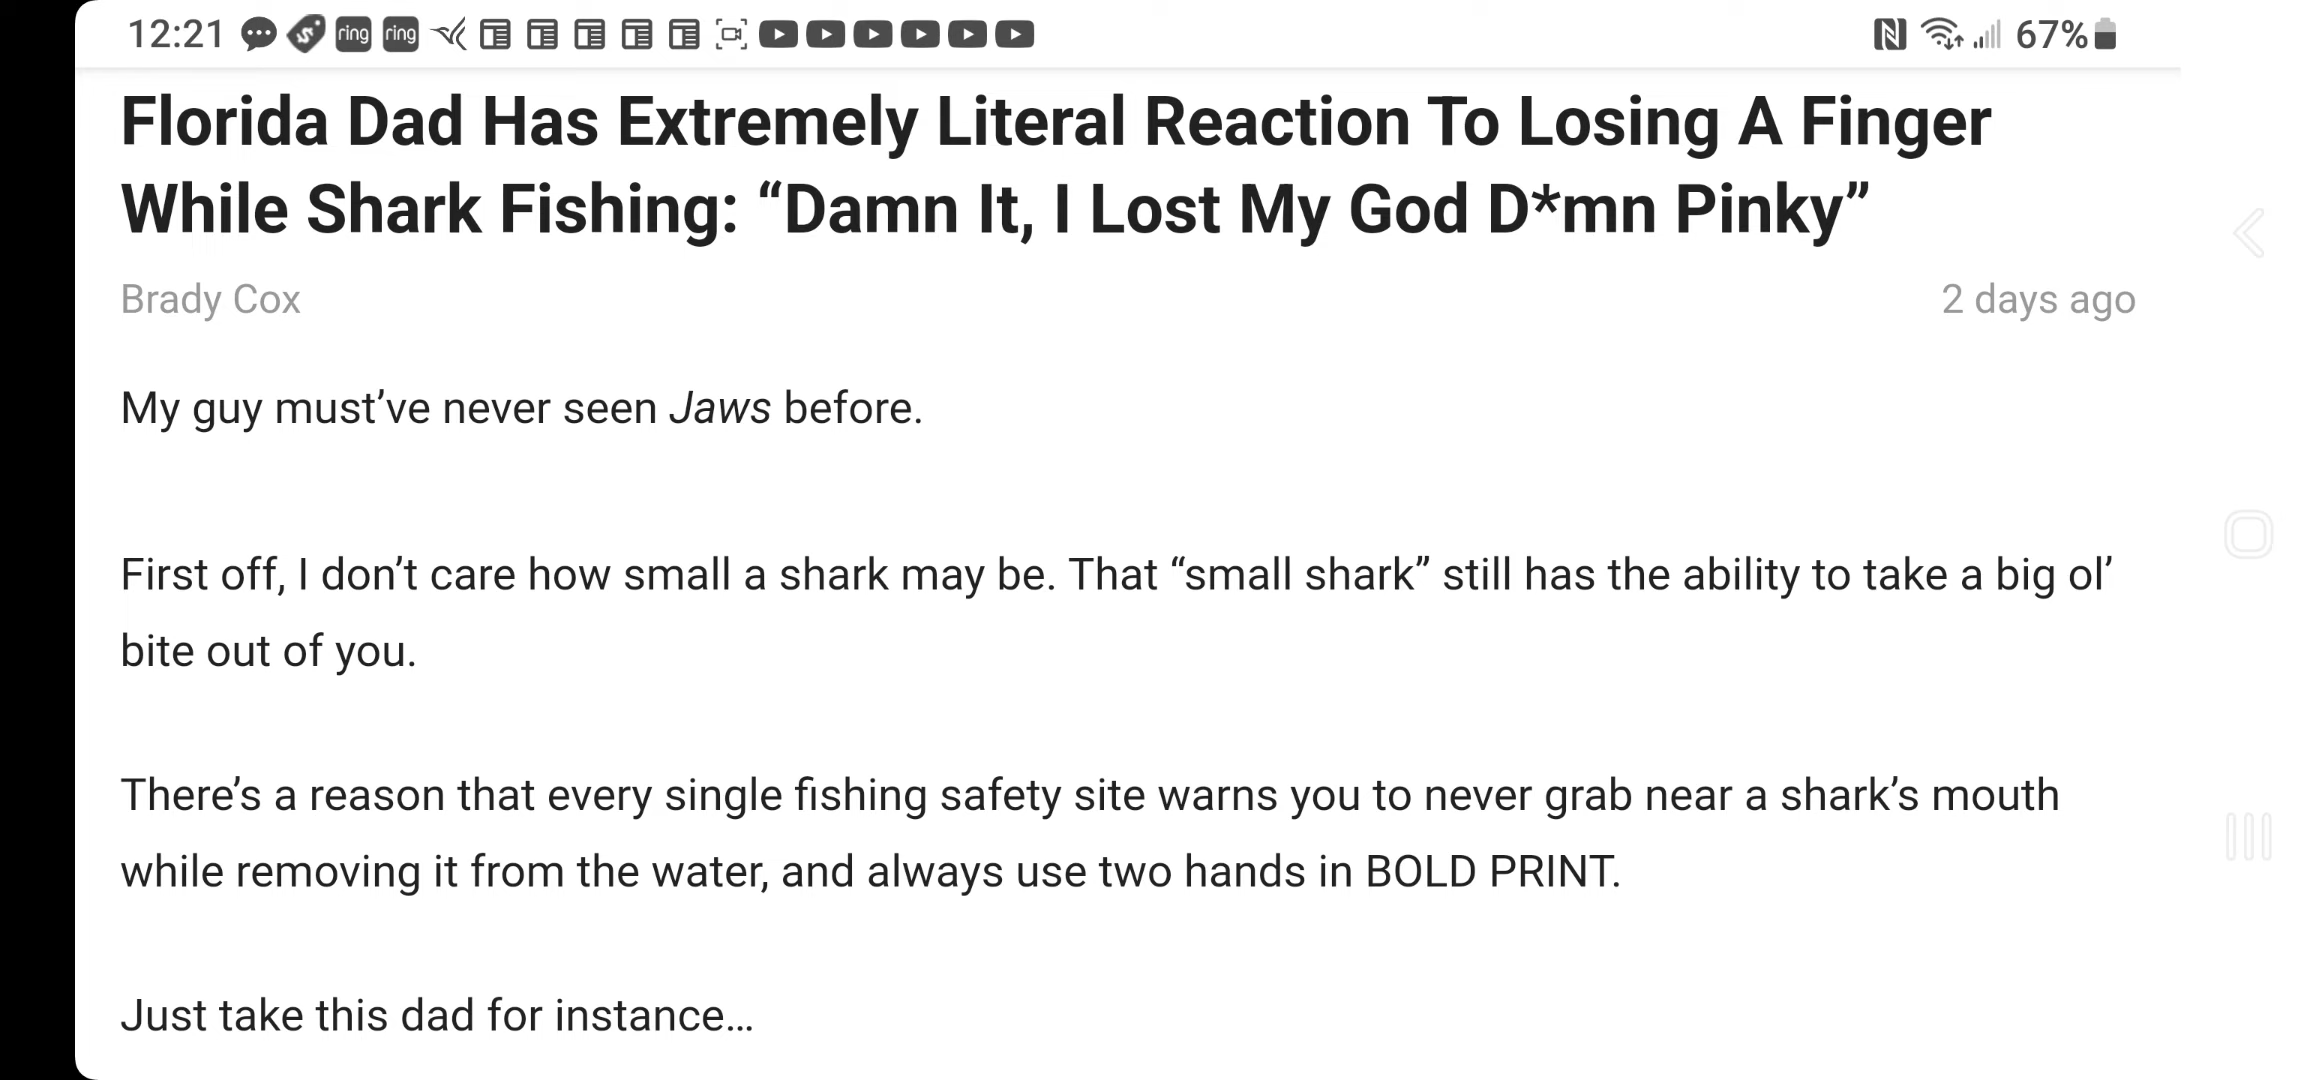 12:21 ring ring 67%
Florida Dad Has Extremely Literal Reaction To Losing A Finger
While Shark Fishing: “Damn It, I Lost My God D*mn Pinky”
Brady Cox 2 days ago
My guy must’ve never seen Jaws before.
First off, I don’t care how small a shark may be. That “small shark” still has the ability to take a big ol’
bite out of you.
There’s a reason that every single fishing safety site warns you to never grab near a shark’s mouth
while removing it from the water, and always use two hands in BOLD PRINT.
Just take this dad for instance…